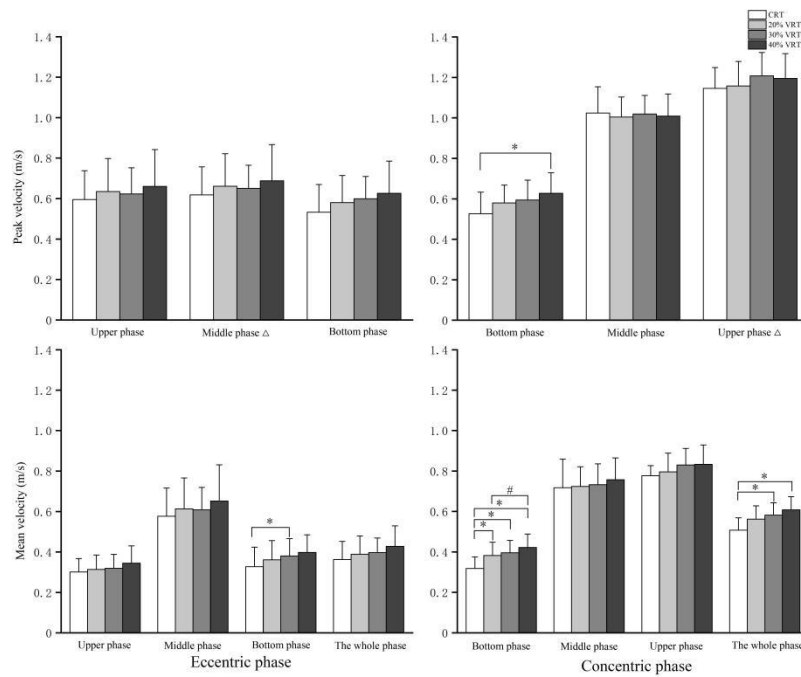 CRT
20% VRT
30% VRT
40% VRT
Peak velocity (m/s)
1.4
1.2
1.0
0.8
0.6
0.4
0.2
0
Upper phase
Middle phase △
Bottom phase
1.4
1.2
1.0
0.8
0.6
0.4
0.2
0
*
Bottom phase
Middle phase
Upper phase △
Mean velocity (m/s)
1.4
1.2
1.0
0.8
0.6
0.4
0.2
0
*
Upper phase
Middle phase
Bottom phase
The whole phase
Eccentric phase
1.4
1.2
1.0
0.8
0.6
0.4
0.2
0
#
*
*
*
*
*
Bottom phase
Middle phase
Upper phase
The whole phase
Concentric phase